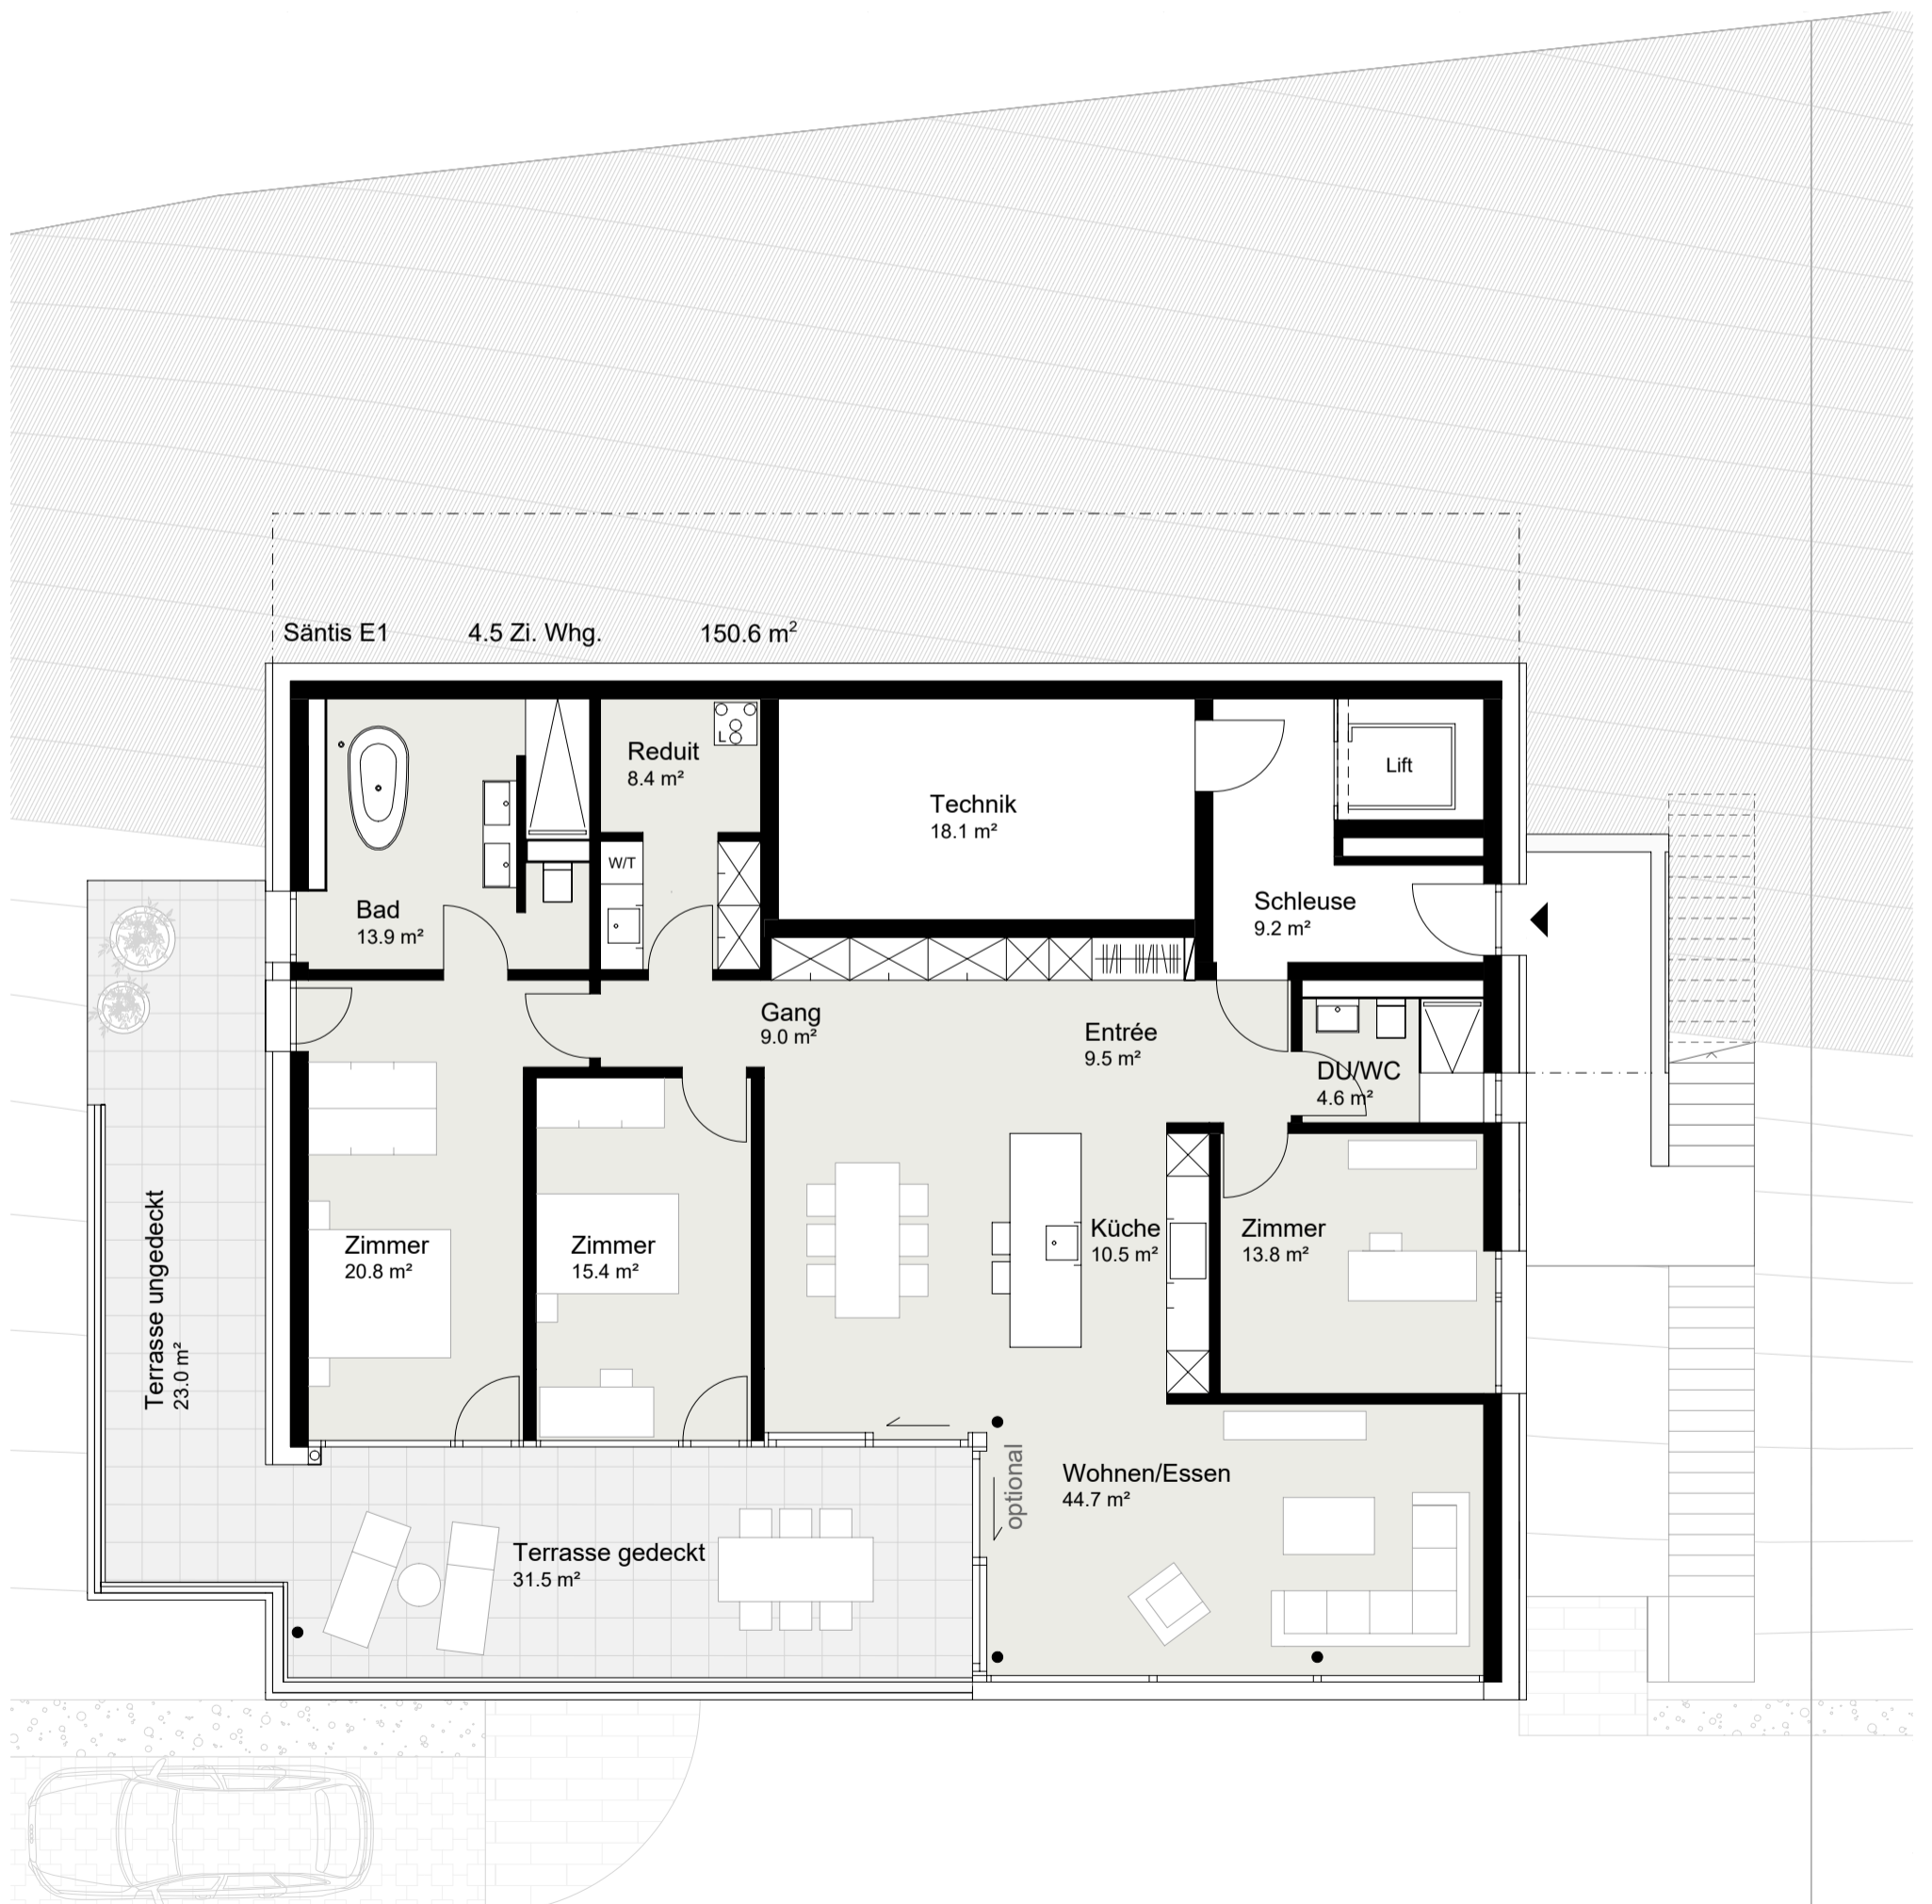 Säntis E1 4.5 Zi. Whg. 150.6 m²
Reduit
8.4 m²
L
Lift
Technik
18.1 m²
W/T
Bad
13.9 m²
Schleuse
9.2 m²
Gang
9.0 m²
Entrée
9.5 m²
DU/WC
4.6 m²
Terrasse ungedeckt
23.0 m²
Zimmer
20.8 m²
Zimmer
15.4 m²
Küche
10.5 m²
Zimmer
13.8 m²
optional
Wohnen/Essen
44.7 m²
Terrasse gedeckt
31.5 m²